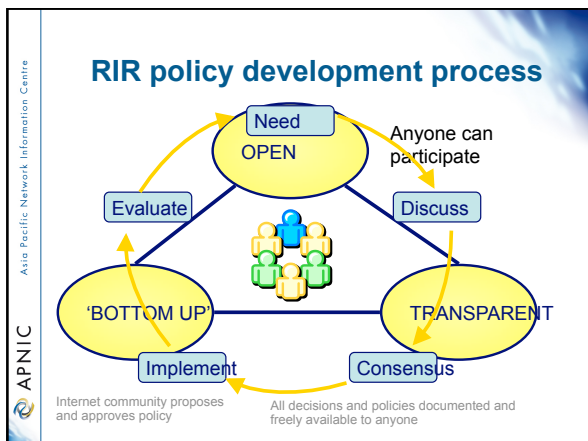 RIR policy development process
Need
OPEN
Anyone can
participate
Evaluate
Discuss
'BOTTOM UP'
TRANSPARENT
Implement
Consensus
Internet community proposes
and approves policy
All decisions and policies documented and
freely available to anyone
Asia Pacific Network Information Centre
APNIC